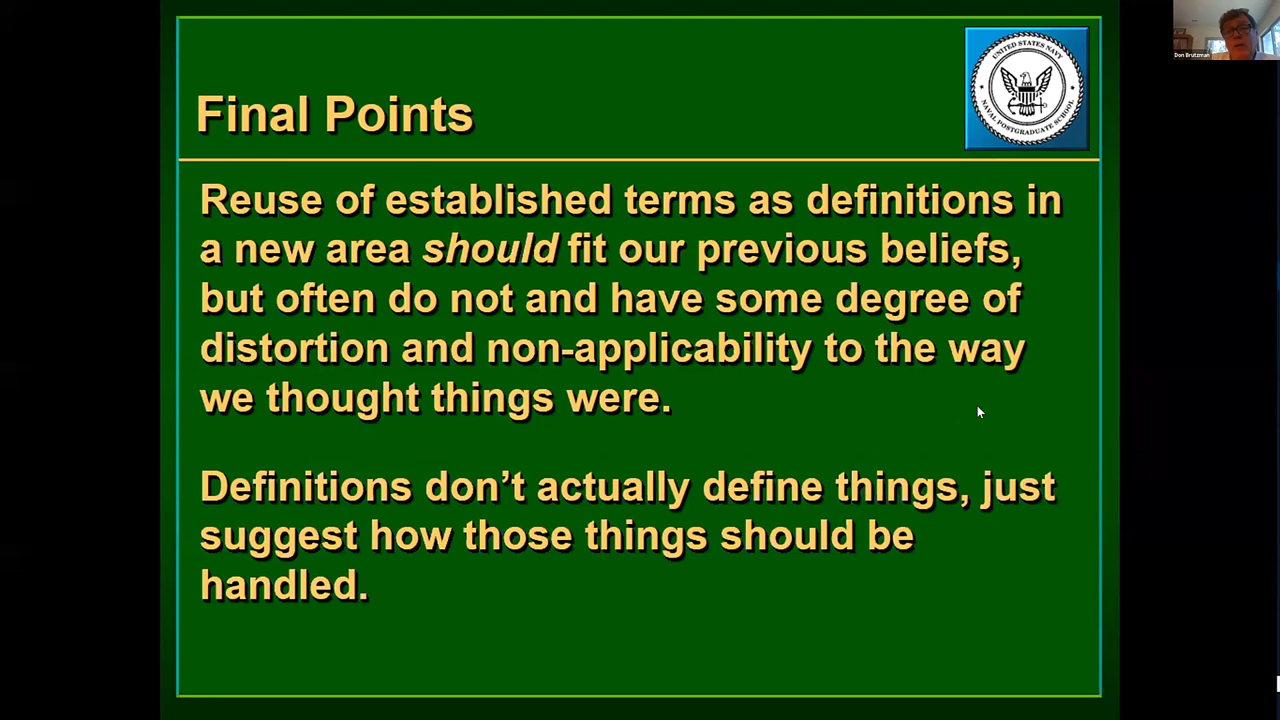 Final Points
UNITED STATES NAVY
NAVAL POSTGRADUATE SCHOOL
Don Brutzman
Reuse of established terms as definitions in
a new area should fit our previous beliefs,
but often do not and have some degree of
distortion and non-applicability to the way
we thought things were.
Definitions don’t actually define things, just
suggest how those things should be
handled.